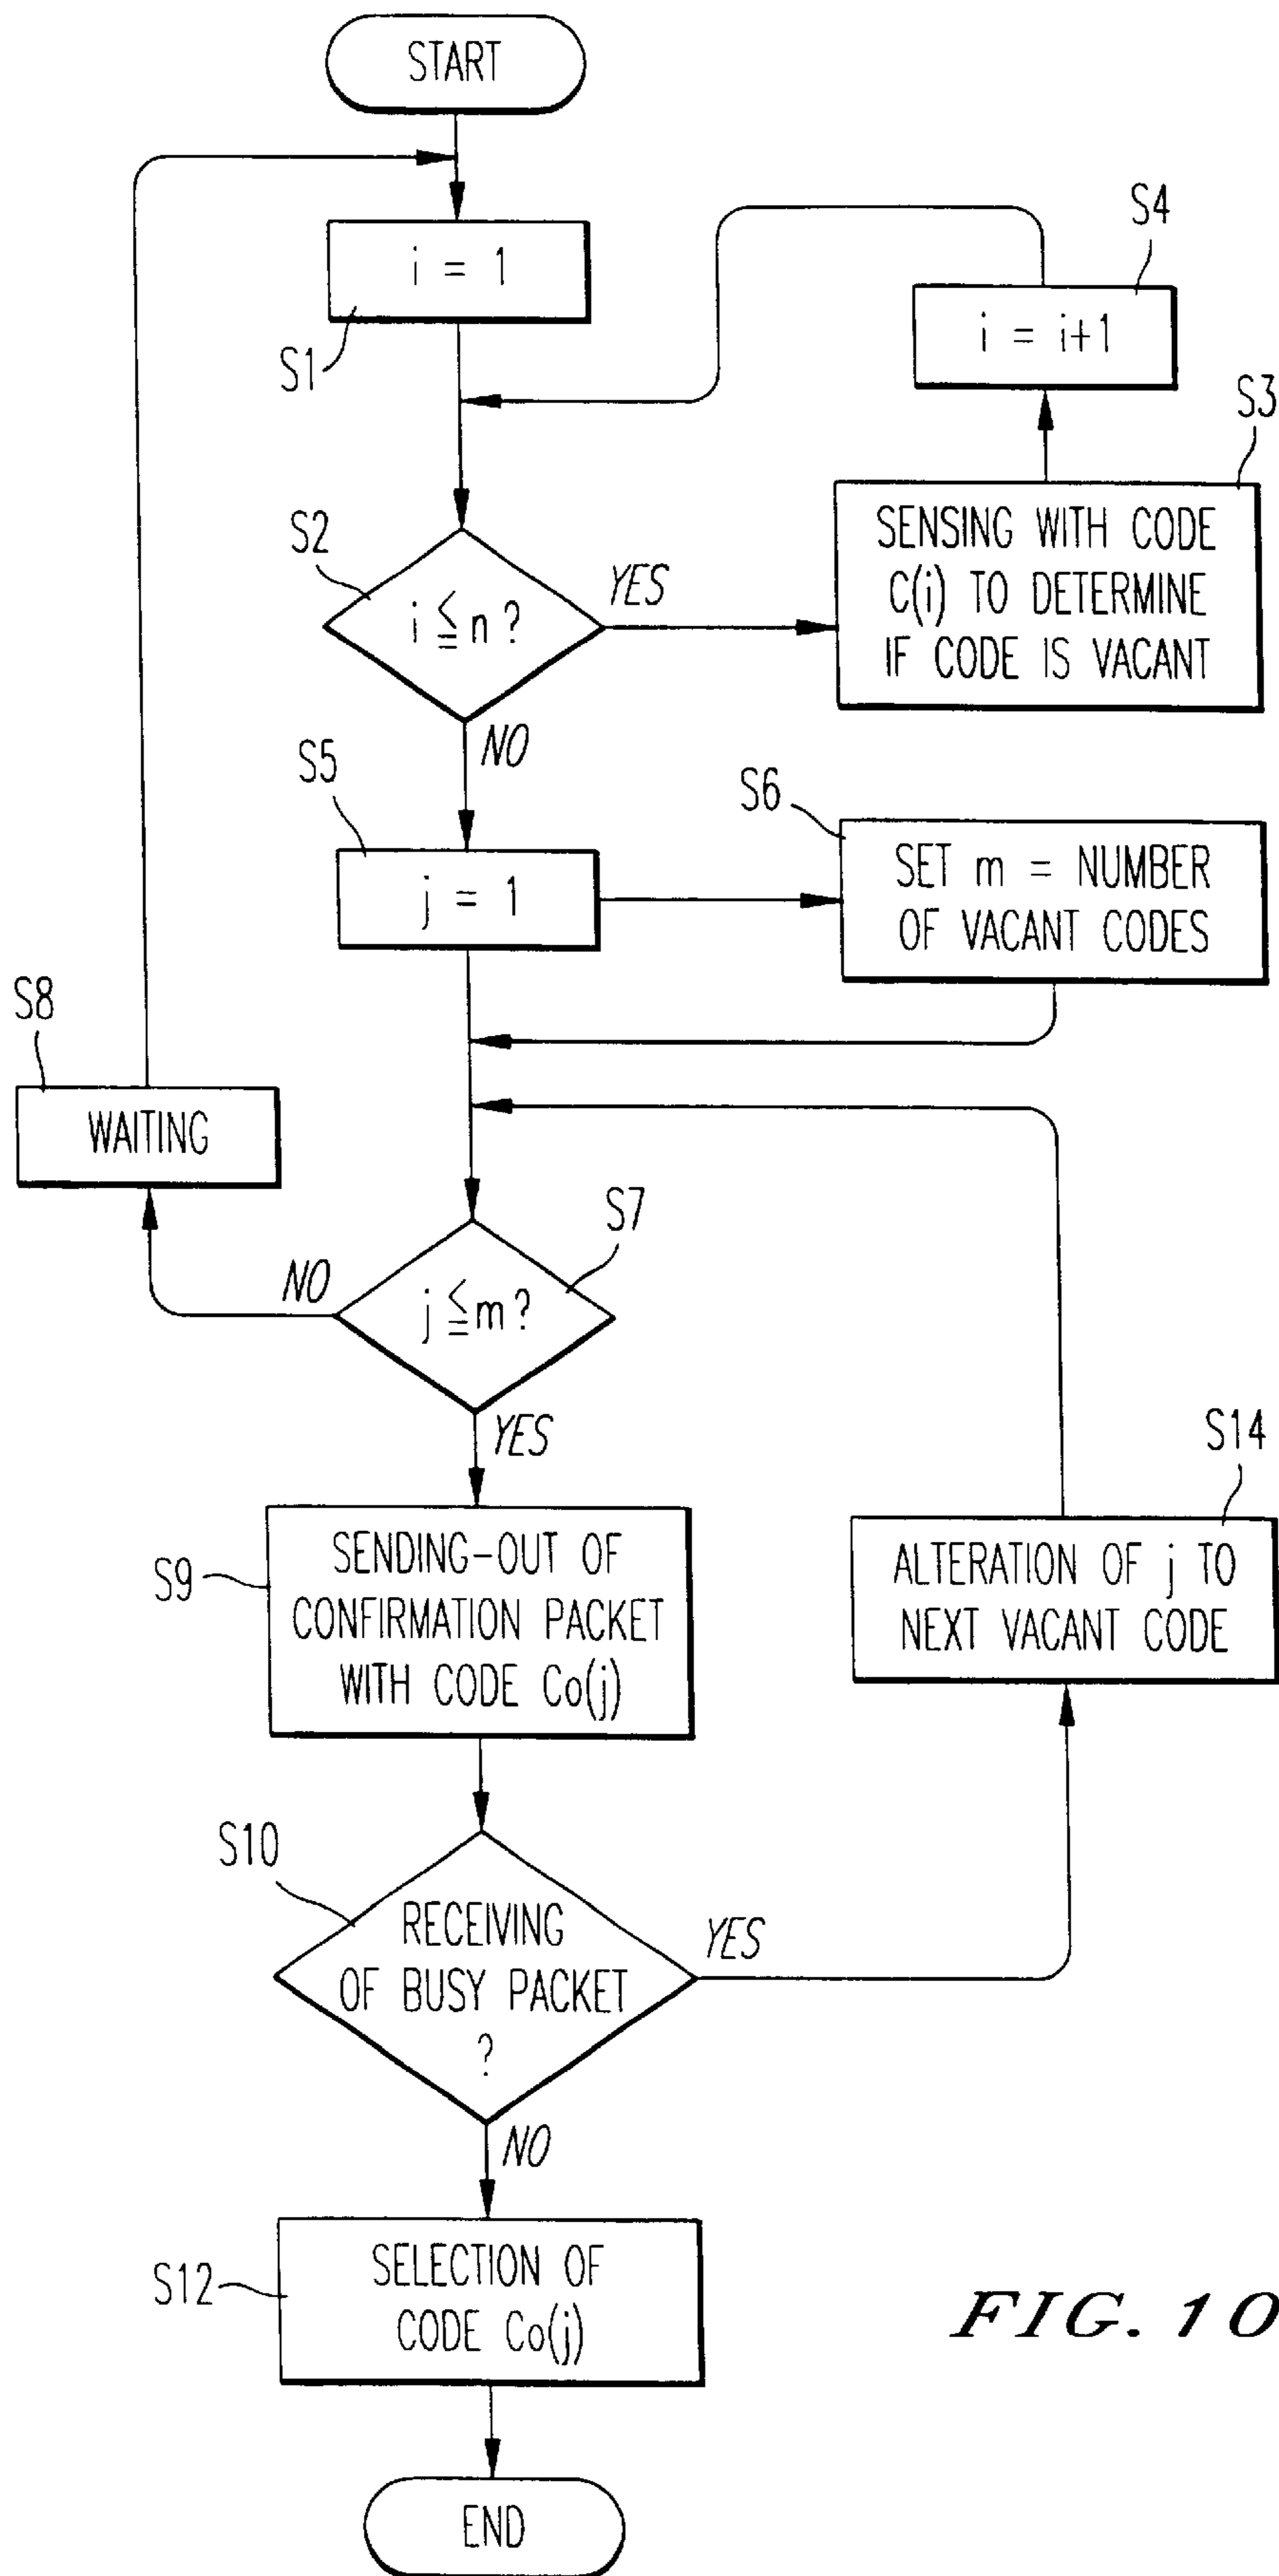 START
i = 1
S1
S4
i = i+1
S3
SENSING WITH CODE
C(i) TO DETERMINE
IF CODE IS VACANT
S2
i ≦ n ?
YES
NO
S5
j = 1
S6
SET m = NUMBER
OF VACANT CODES
S8
WAITING
S7
j ≦ m ?
NO
YES
S9
SENDING-OUT OF
CONFIRMATION PACKET
WITH CODE Co(j)
S14
ALTERATION OF j TO
NEXT VACANT CODE
S10
RECEIVING
OF BUSY PACKET
?
YES
NO
S12
SELECTION OF
CODE Co(j)
END
FIG. 10